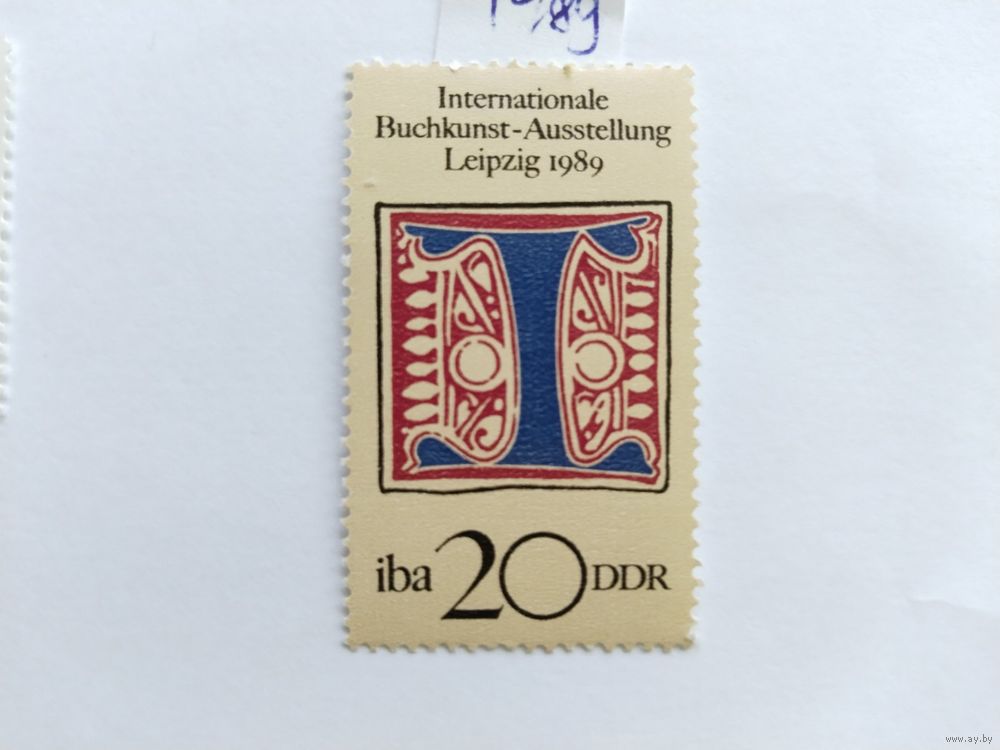 Internationale
Buchkunst-Ausstellung
Leipzig 1989
iba 20 DDR
www.ay.by